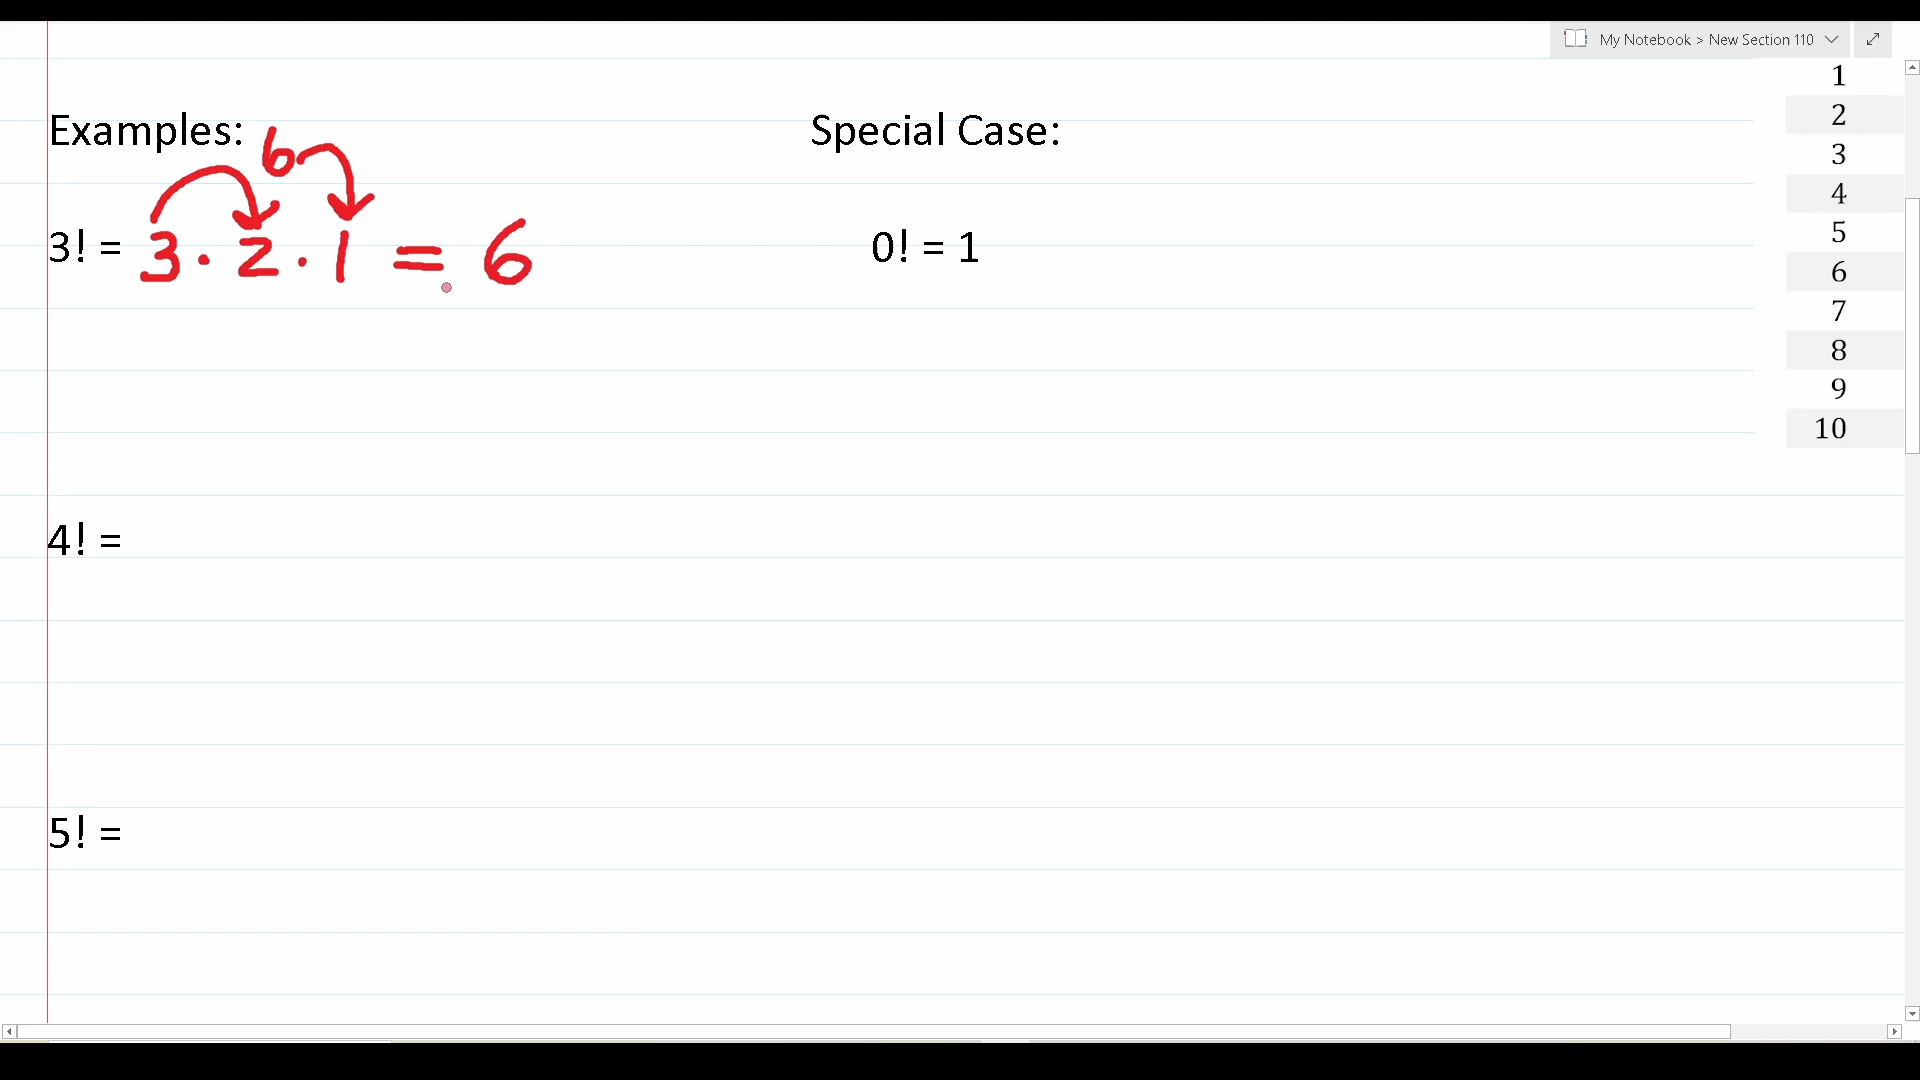 My Notebook > New Section 110
Examples:
6
3! = 3 · 2 · 1 = 6
4! =
5! =
Special Case:
0! = 1
1
2
3
4
5
6
7
8
9
10